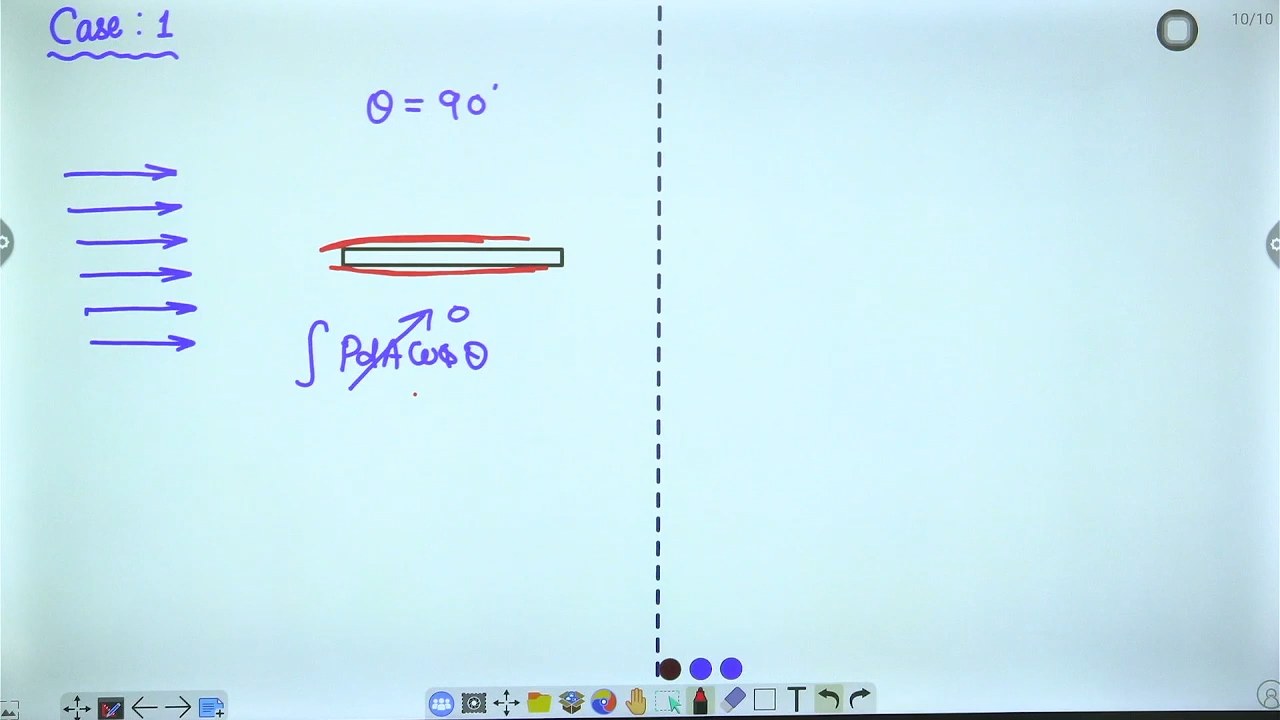 Case : 1
10/10
θ = 90°
0
∫ PdA Cos θ
T